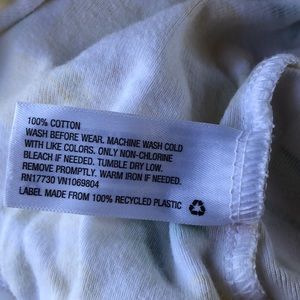 100% COTTON
WASH BEFORE WEAR. MACHINE WASH COLD
WITH LIKE COLORS. ONLY NON-CHLORINE
BLEACH IF NEEDED. TUMBLE DRY LOW.
REMOVE PROMPTLY. WARM IRON IF NEEDED.
RN17730 VN1069804
LABEL MADE FROM 100% RECYCLED PLASTIC